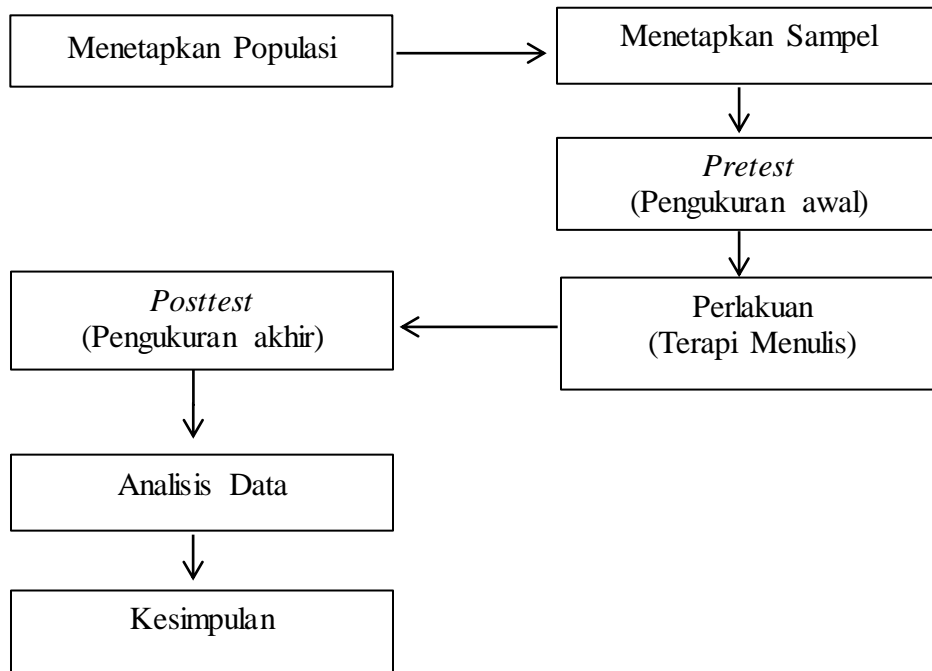 Menetapkan Populasi
Menetapkan Sampel
Pretest
(Pengukuran awal)
Perlakuan
(Terapi Menulis)
Posttest
(Pengukuran akhir)
Analisis Data
Kesimpulan